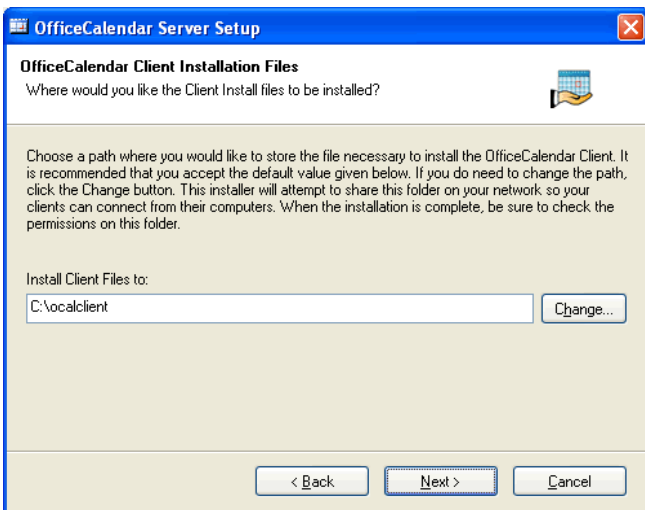 OfficeCalendar Server Setup
OfficeCalendar Client Installation Files
Where would you like the Client Install files to be installed?
Choose a path where you would like to store the file necessary to install the OfficeCalendar Client. It
is recommended that you accept the default value given below. If you do need to change the path,
click the Change button. This installer will attempt to share this folder on your network so your
clients can connect from their computers. When the installation is complete, be sure to check the
permissions on this folder.
Install Client Files to:
C:\ocalclient
Change...
< Back
Next >
Cancel